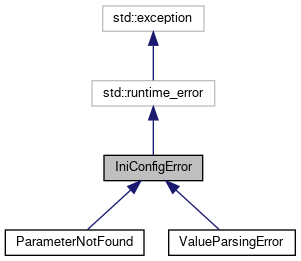 std::exception
std::runtime_error
IniConfigError
ParameterNotFound
ValueParsingError